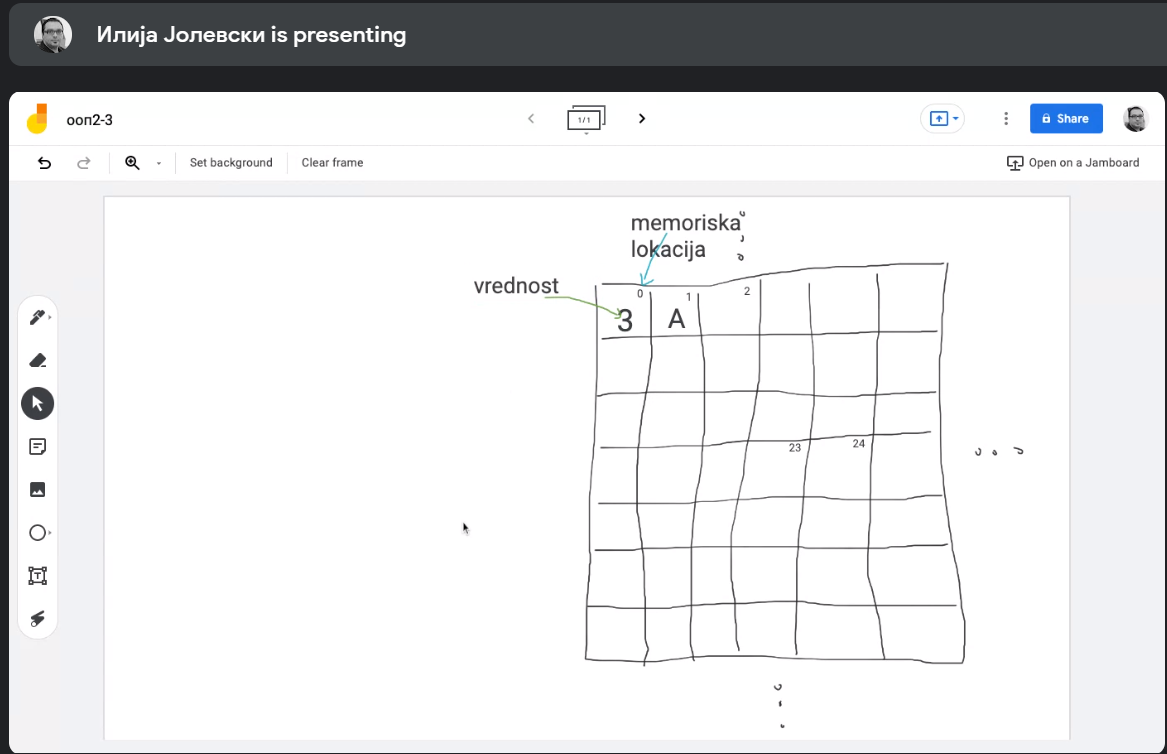 Илија Јолевски is presenting
ооп2-3
1/1
Share
Set background
Clear frame
Open on a Jamboard
memoriska
lokacija
vrednost
0
1
2
3
A
23
24